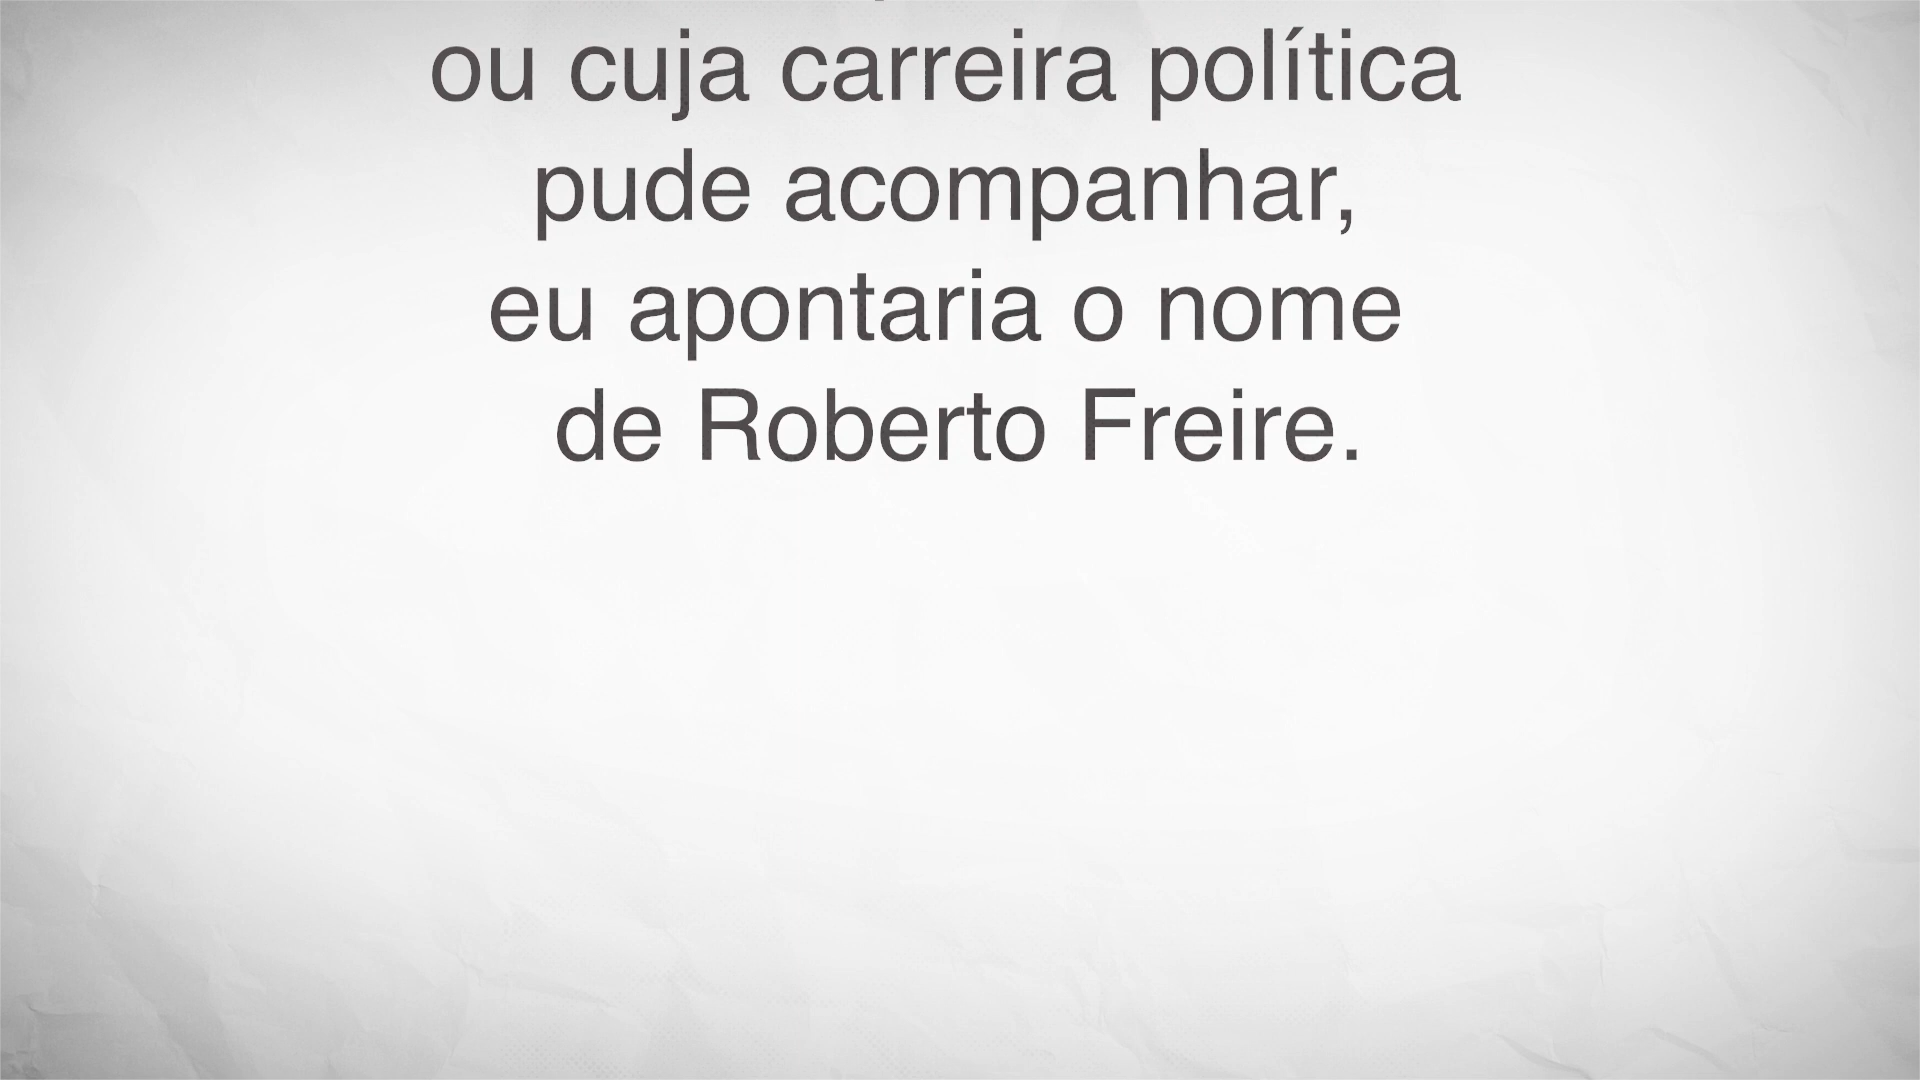 ou cuja carreira política
pude acompanhar,
eu apontaria o nome
de Roberto Freire.